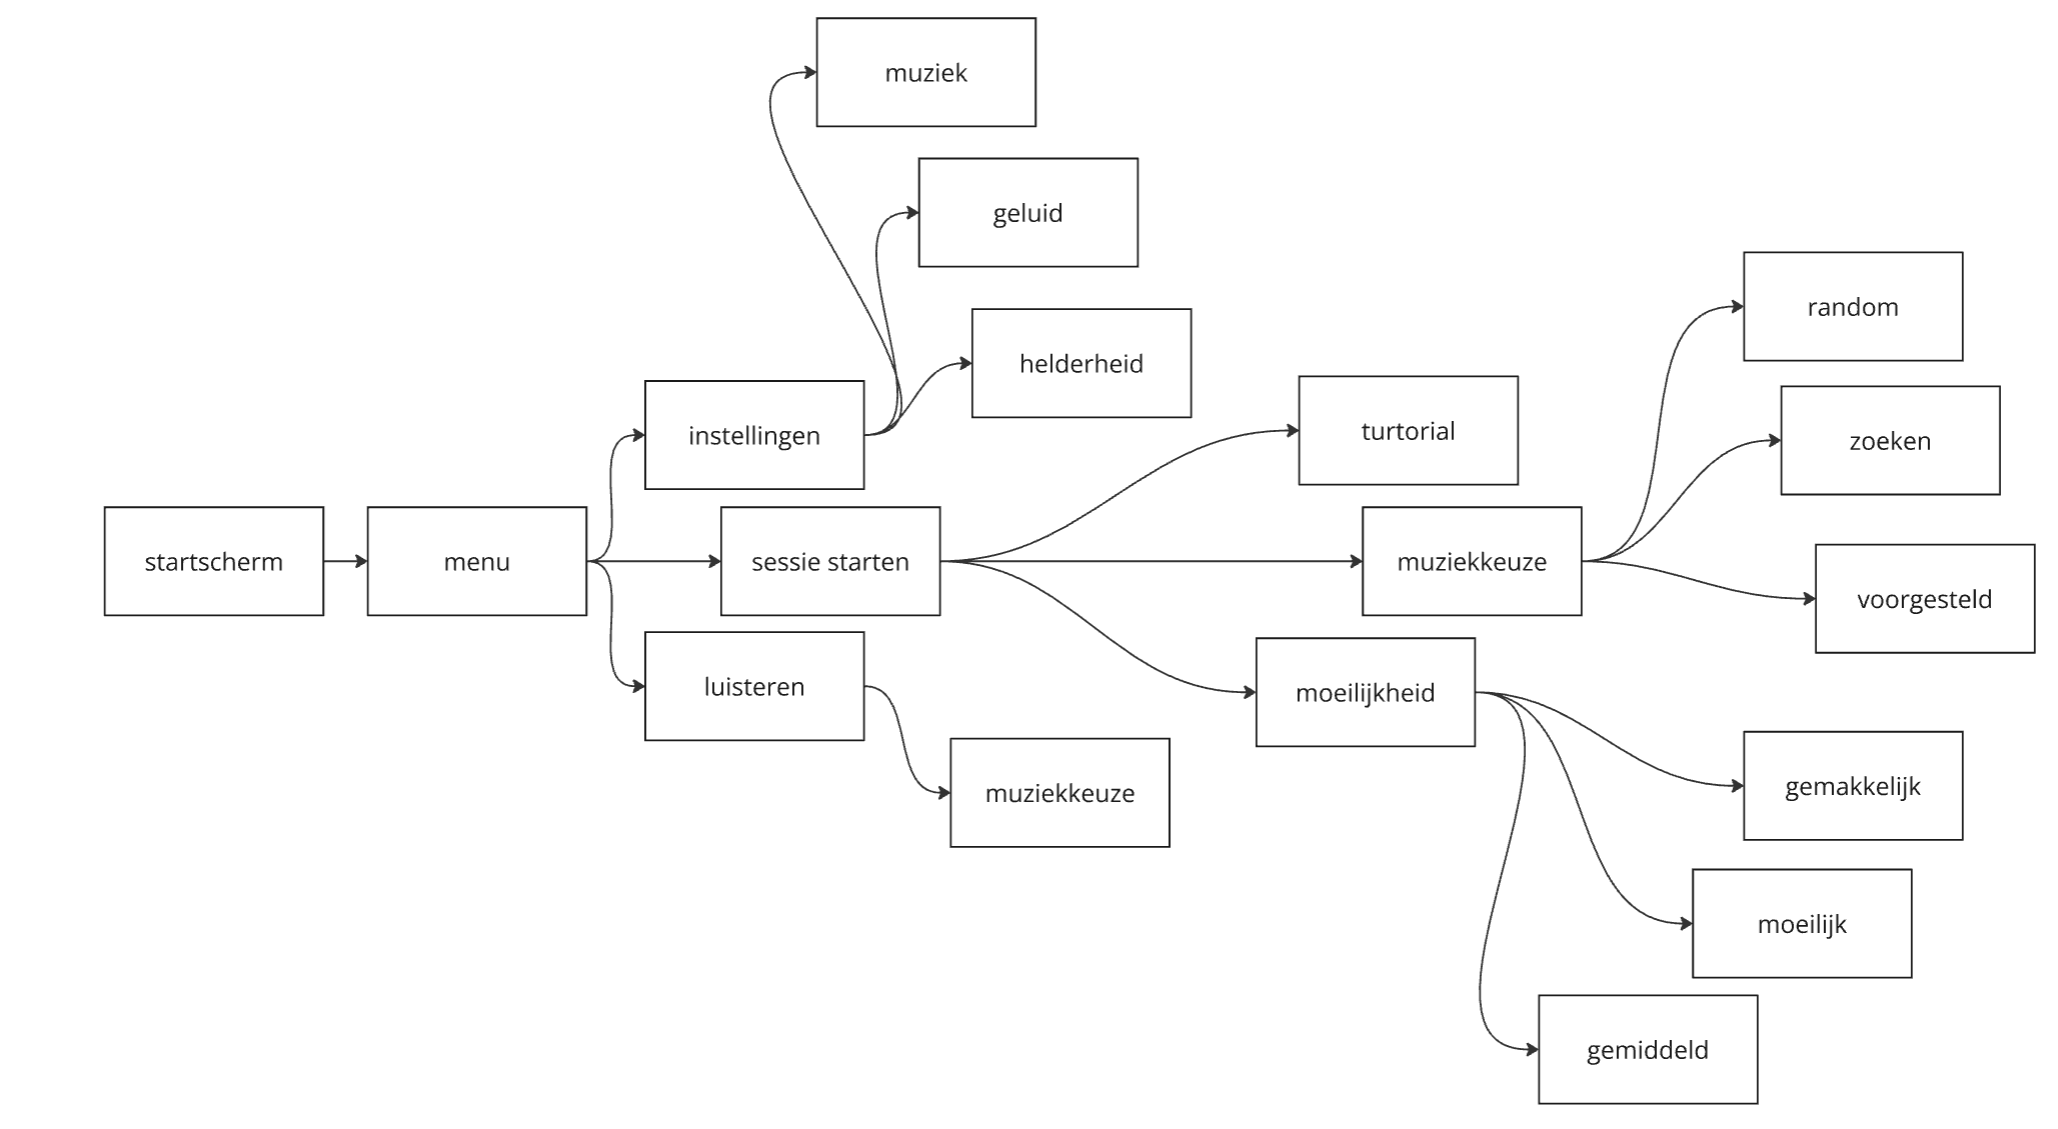 muziek
geluid
random
helderheid
turtorial
instellingen
zoeken
startscherm
menu
sessie starten
muziekkeuze
voorgesteld
luisteren
moeilijkheid
muziekkeuze
gemakkelijk
moeilijk
gemiddeld